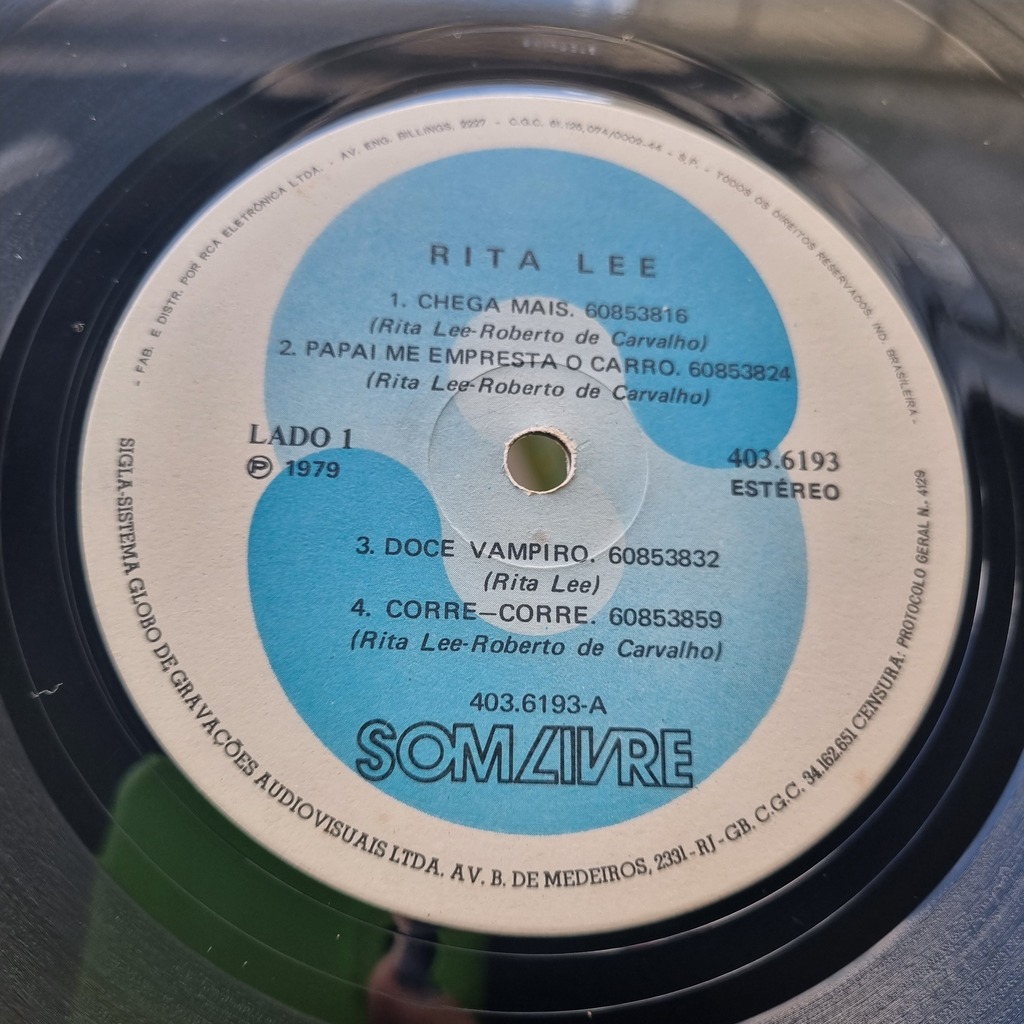 - FAB. E DISTR. POR RCA ELETRÔNICA LTDA. - AV. ENG. BILLINGS, 2227 - C.G.C. 61.126.074/0002-44 - S.P. - TODOS OS DIREITOS RESERVADOS. IND. BRASILEIRA -
RITA LEE
1. CHEGA MAIS. 60853816
(Rita Lee-Roberto de Carvalho)
2. PAPAI ME EMPRESTA O CARRO. 60853824
(Rita Lee-Roberto de Carvalho)
LADO 1
℗ 1979
403.6193
ESTÉREO
3. DOCE VAMPIRO. 60853832
(Rita Lee)
4. CORRE—CORRE. 60853859
(Rita Lee-Roberto de Carvalho)
403.6193-A
SOM LIVRE
SIGLA-SISTEMA GLOBO DE GRAVAÇÕES AUDIOVISUAIS LTDA. AV. B. DE MEDEIROS, 2331 - RJ - GB. C.G.C. 34.162.651 CENSURA: PROTOCOLO GERAL N.. 4129